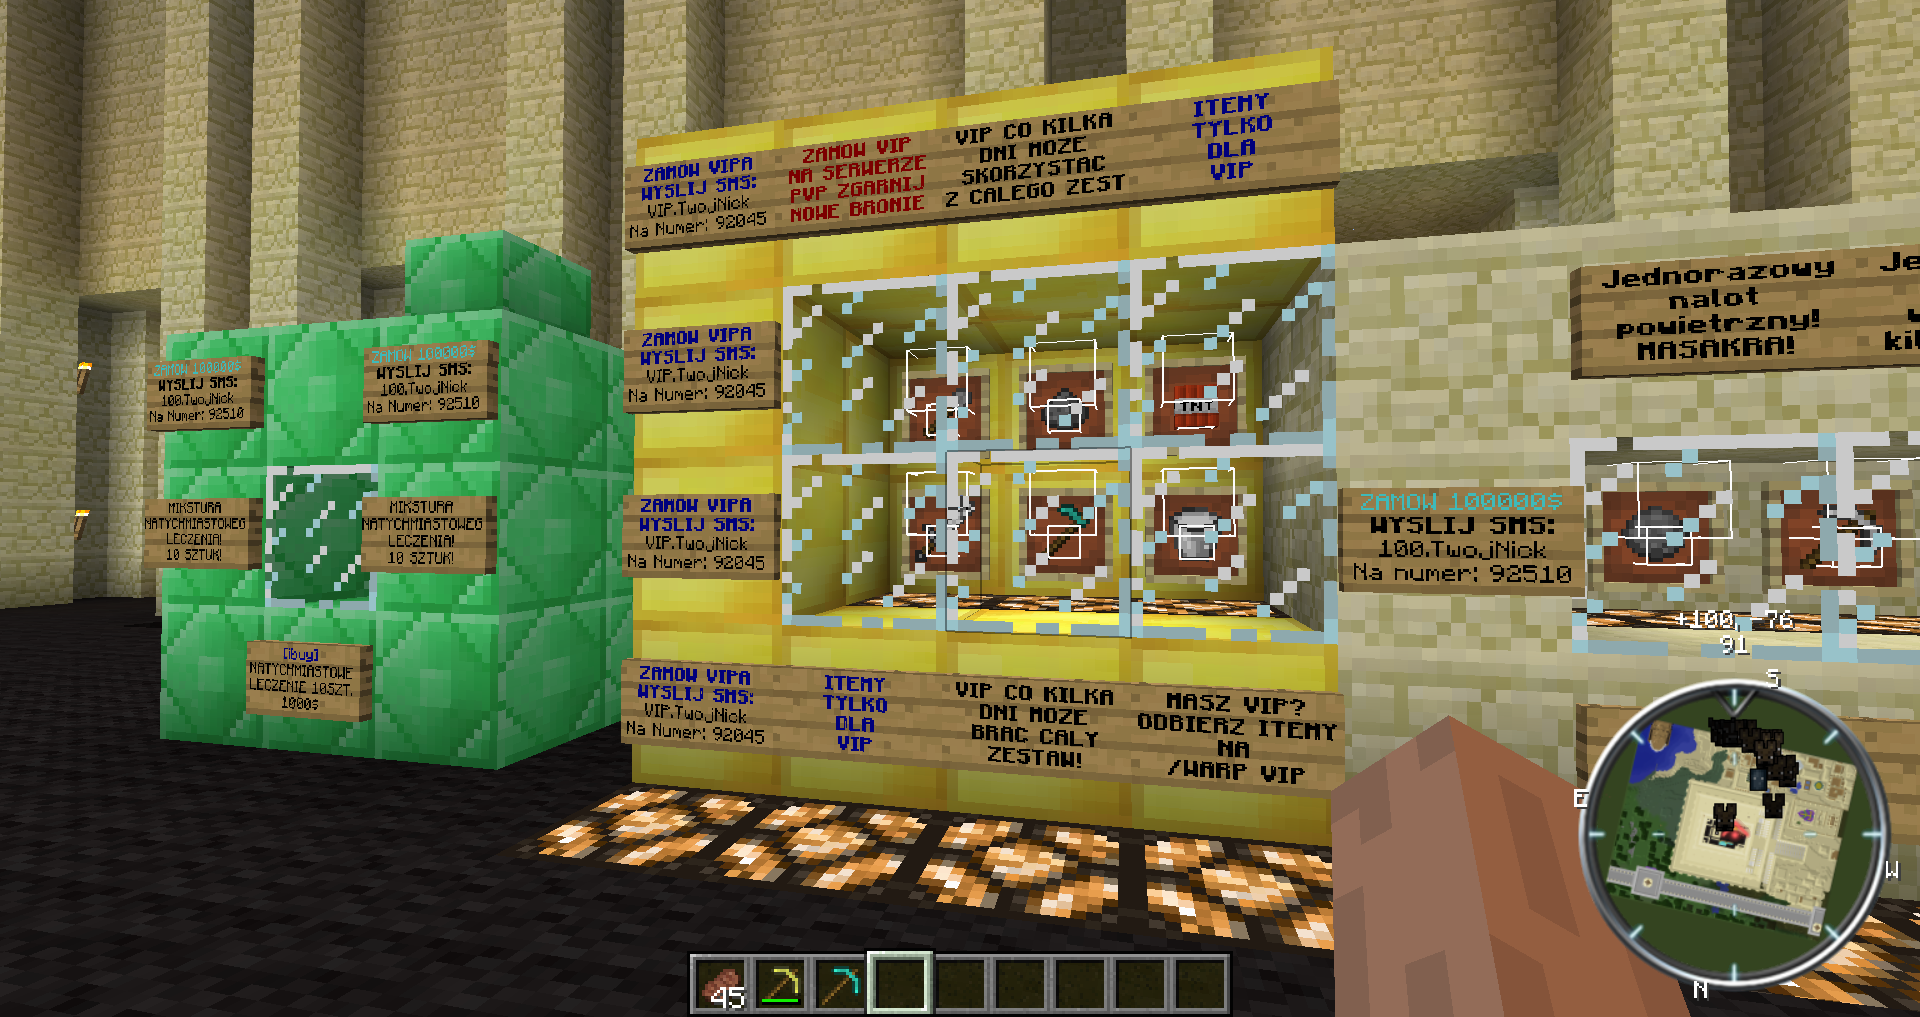 ZAMOW 100000$
WYSLIJ SMS:
100.TwojNick
Na Numer: 92510
ZAMOW 100000$
WYSLIJ SMS:
100.TwojNick
Na Numer: 92510
MIKSTURA
NATYCHMIASTOWEG
LECZENIA!
10 SZTUK!
MIKSTURA
NATYCHMIASTOWEG
LECZENIA!
10 SZTUK!
[ibuy]
NATYCHMIASTOWE
LECZENIE 10SZT.
1000$
ZAMOW VIPA
WYSLIJ SMS:
VIP.TwojNick
Na Numer: 92045
ZAMOW VIP
NA SERWERZE
PVP ZGARNIJ
NOWE BRONIE
VIP CO KILKA
DNI MOZE
SKORZYSTAC
Z CALEGO ZEST
ITEMY
TYLKO
DLA
VIP
ZAMOW VIPA
WYSLIJ SMS:
VIP.TwojNick
Na Numer: 92045
TNT
ZAMOW VIPA
WYSLIJ SMS:
VIP.TwojNick
Na Numer: 92045
ZAMOW VIPA
WYSLIJ SMS:
VIP.TwojNick
Na Numer: 92045
ITEMY
TYLKO
DLA
VIP
VIP CO KILKA
DNI MOZE
BRAC CALY
ZESTAW!
MASZ VIP?
ODBIERZ ITEMY
NA
/WARP VIP
Jednorazowy
nalot
powietrzny!
MASAKRA!
Je
kil
ZAMOW 100000$
WYSLIJ SMS:
100.TwojNick
Na numer: 92510
+100, -76
91
S
E
W
N
45